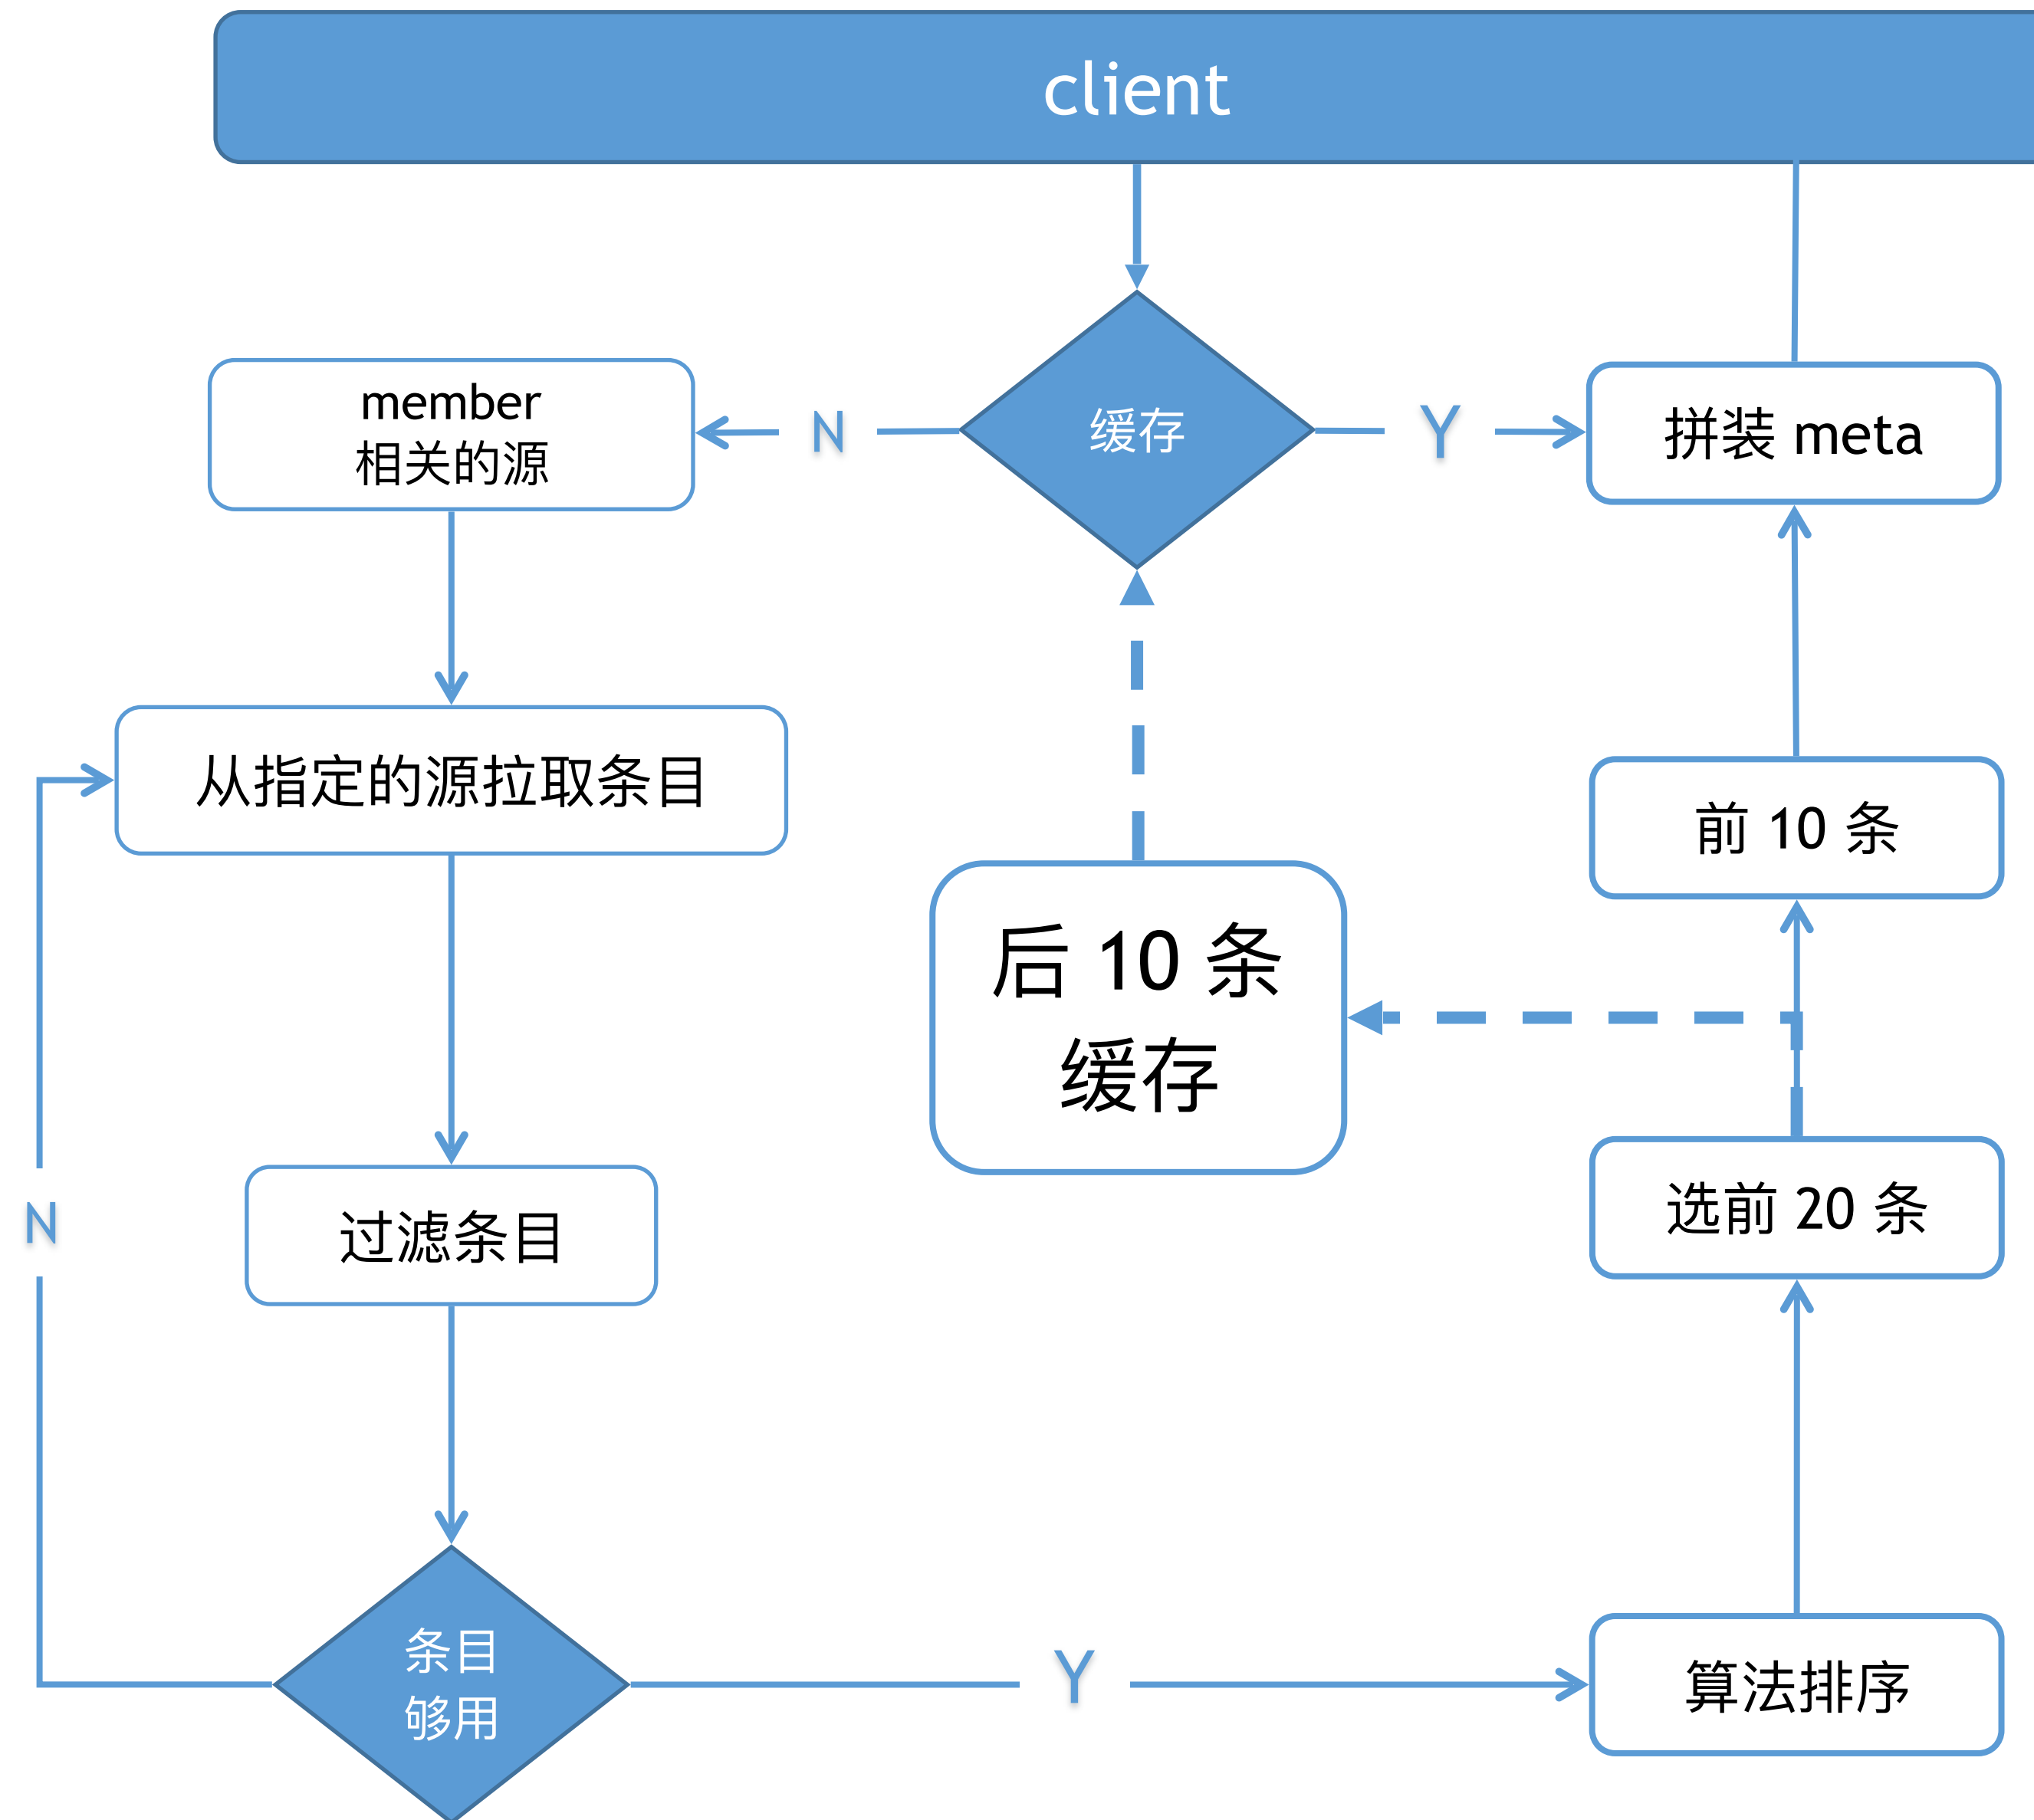 client
member
相关的源
N
缓存
Y
拼装 meta
从指定的源拉取条目
前 10 条
后 10 条
缓存
N
过滤条目
选前 20 条
条目
够用
Y
算法排序